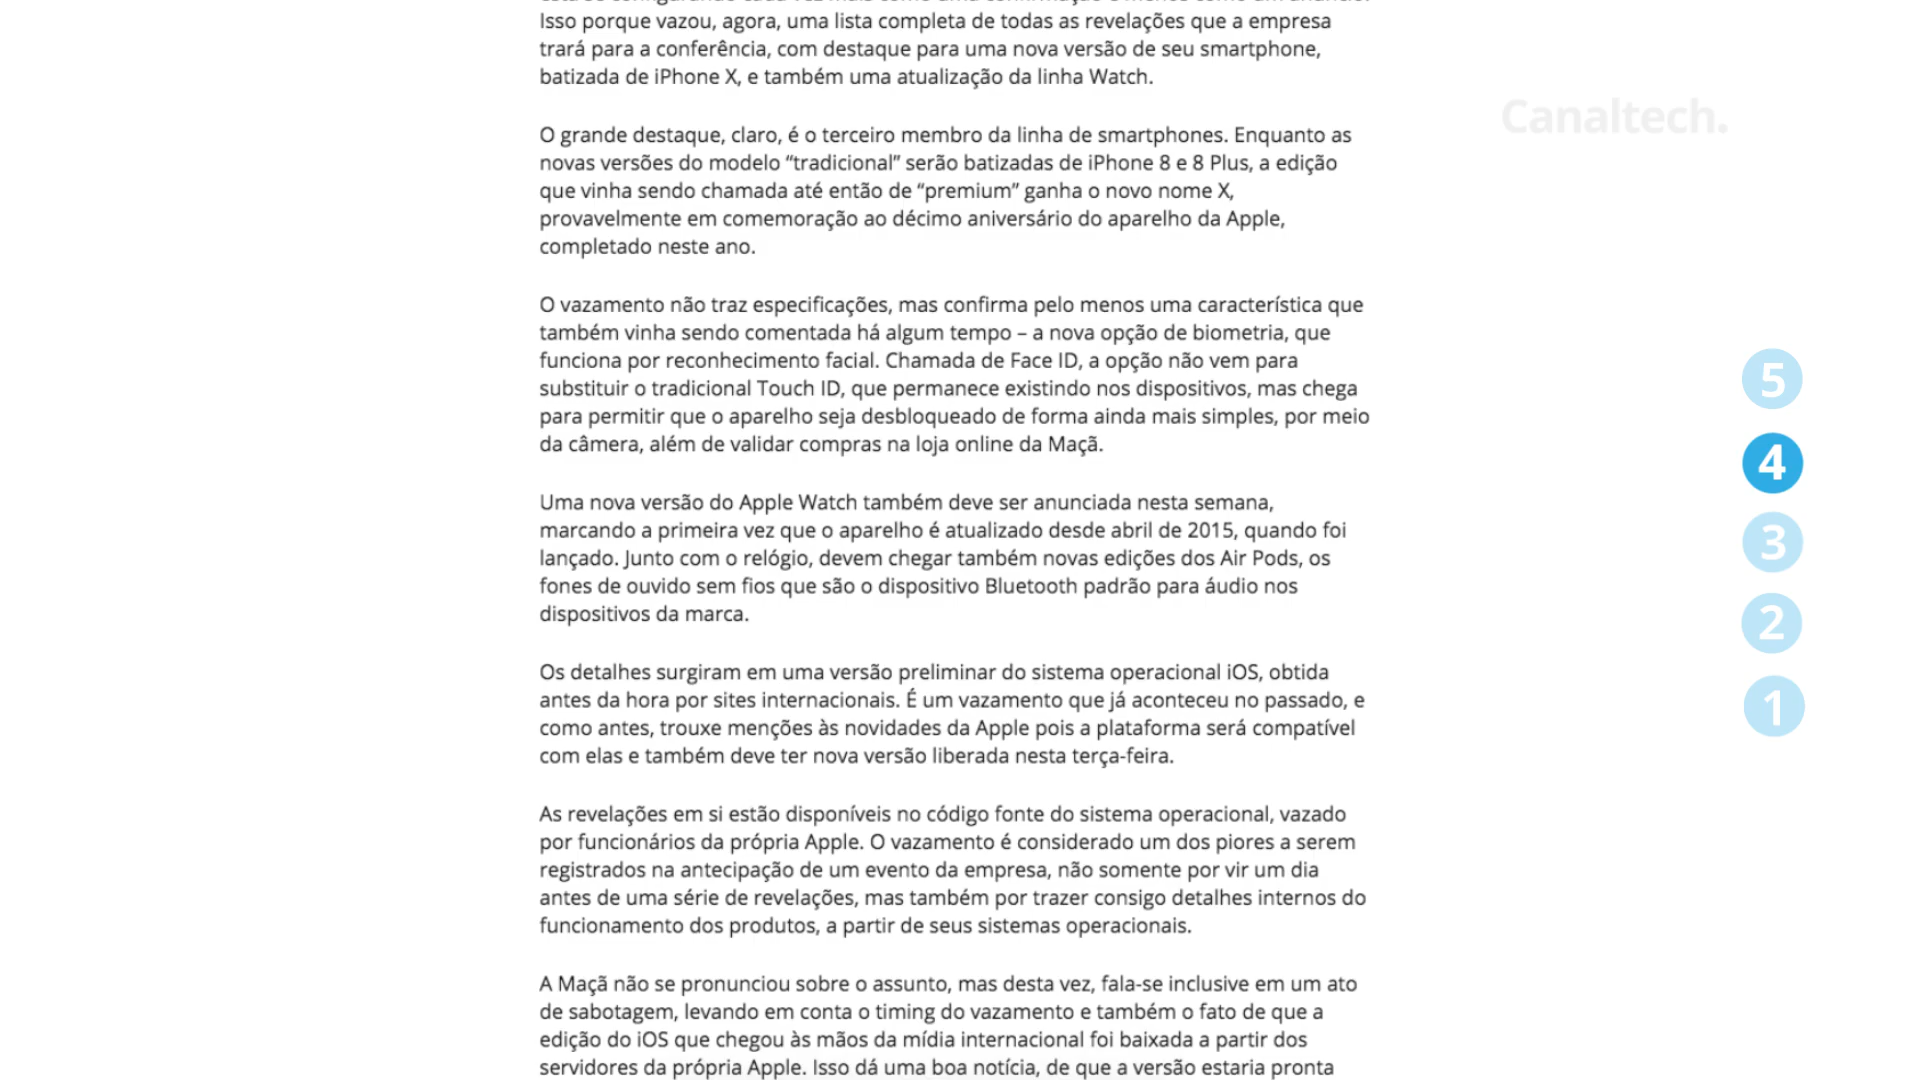 Isso porque vazou, agora, uma lista completa de todas as revelações que a empresa
trará para a conferência, com destaque para uma nova versão de seu smartphone,
batizada de iPhone X, e também uma atualização da linha Watch.
Canaltech.
O grande destaque, claro, é o terceiro membro da linha de smartphones. Enquanto as
novas versões do modelo “tradicional” serão batizadas de iPhone 8 e 8 Plus, a edição
que vinha sendo chamada até então de “premium” ganha o novo nome X,
provavelmente em comemoração ao décimo aniversário do aparelho da Apple,
completado neste ano.
O vazamento não traz especificações, mas confirma pelo menos uma característica que
também vinha sendo comentada há algum tempo – a nova opção de biometria, que
funciona por reconhecimento facial. Chamada de Face ID, a opção não vem para
substituir o tradicional Touch ID, que permanece existindo nos dispositivos, mas chega
para permitir que o aparelho seja desbloqueado de forma ainda mais simples, por meio
da câmera, além de validar compras na loja online da Maçã.
Uma nova versão do Apple Watch também deve ser anunciada nesta semana,
marcando a primeira vez que o aparelho é atualizado desde abril de 2015, quando foi
lançado. Junto com o relógio, devem chegar também novas edições dos Air Pods, os
fones de ouvido sem fios que são o dispositivo Bluetooth padrão para áudio nos
dispositivos da marca.
Os detalhes surgiram em uma versão preliminar do sistema operacional iOS, obtida
antes da hora por sites internacionais. É um vazamento que já aconteceu no passado, e
como antes, trouxe menções às novidades da Apple pois a plataforma será compatível
com elas e também deve ter nova versão liberada nesta terça-feira.
As revelações em si estão disponíveis no código fonte do sistema operacional, vazado
por funcionários da própria Apple. O vazamento é considerado um dos piores a serem
registrados na antecipação de um evento da empresa, não somente por vir um dia
antes de uma série de revelações, mas também por trazer consigo detalhes internos do
funcionamento dos produtos, a partir de seus sistemas operacionais.
A Maçã não se pronunciou sobre o assunto, mas desta vez, fala-se inclusive em um ato
de sabotagem, levando em conta o timing do vazamento e também o fato de que a
edição do iOS que chegou às mãos da mídia internacional foi baixada a partir dos
servidores da própria Apple. Isso dá uma boa notícia, de que a versão estaria pronta
5
4
3
2
1